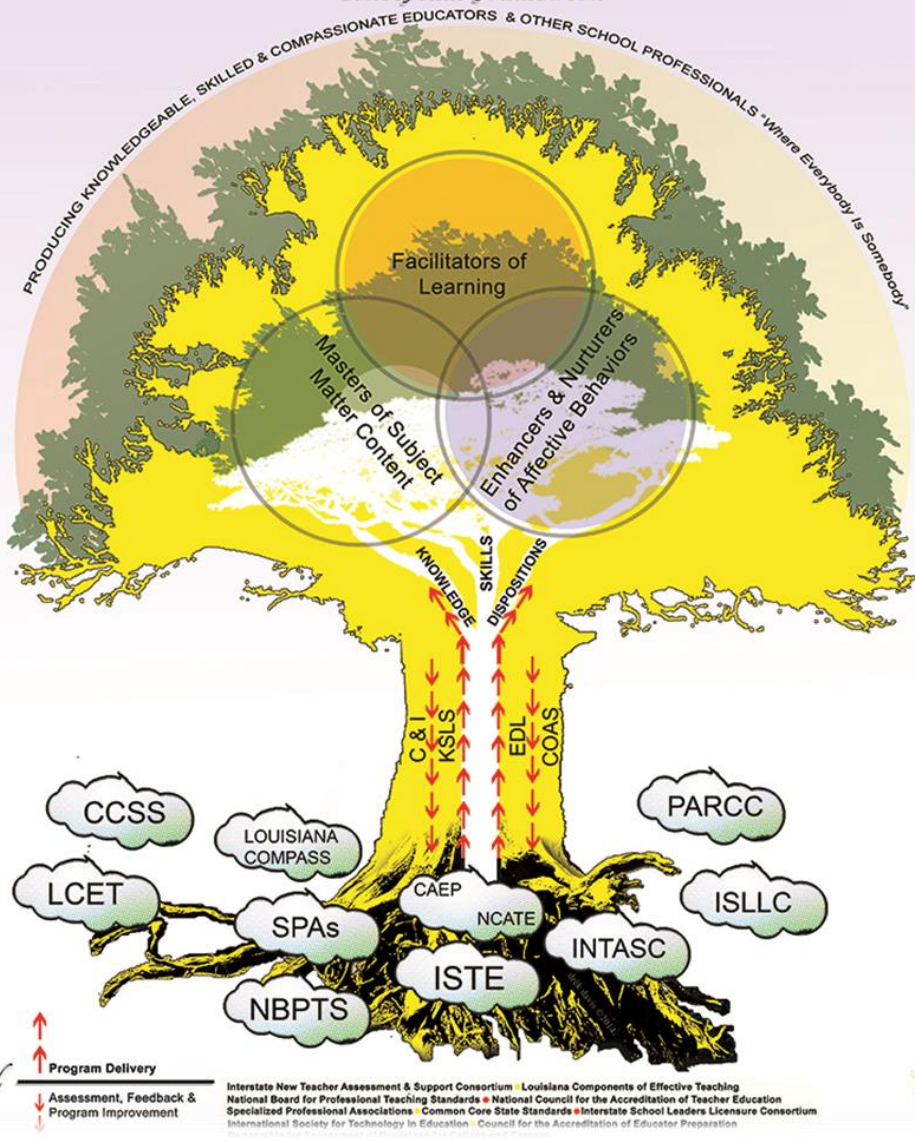 PRODUCING KNOWLEDGEABLE, SKILLED & COMPASSIONATE EDUCATORS & OTHER SCHOOL PROFESSIONALS "Where Everybody Is Somebody"
Facilitators of
Learning
Masters of Subject
Matter Content
Enhancers & Nurturers
of Affective Behaviors
KNOWLEDGE
SKILLS
DISPOSITIONS
C & I
KSLS
EDL
COAS
CCSS
LOUISIANA
COMPASS
PARCC
LCET
SPAs
CAEP
NCATE
INTASC
ISLLC
NBPTS
ISTE
Program Delivery
Assessment, Feedback &
Program Improvement
Interstate New Teacher Assessment & Support Consortium Louisiana Components of Effective Teaching
National Board for Professional Teaching Standards National Council for the Accreditation of Teacher Education
Specialized Professional Associations Common Core State Standards Interstate School Leaders Licensure Consortium
International Society for Technology in Education Council for the Accreditation of Educator Preparation